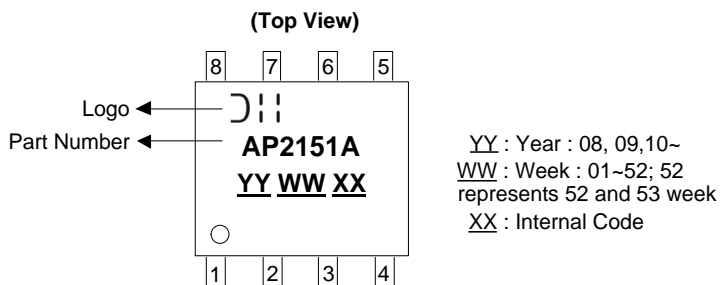 (Top View)
8 7 6 5
Logo
Part Number
AP2151A
YY WW XX
1 2 3 4
YY : Year : 08, 09,10~
WW : Week : 01~52; 52
represents 52 and 53 week
XX : Internal Code